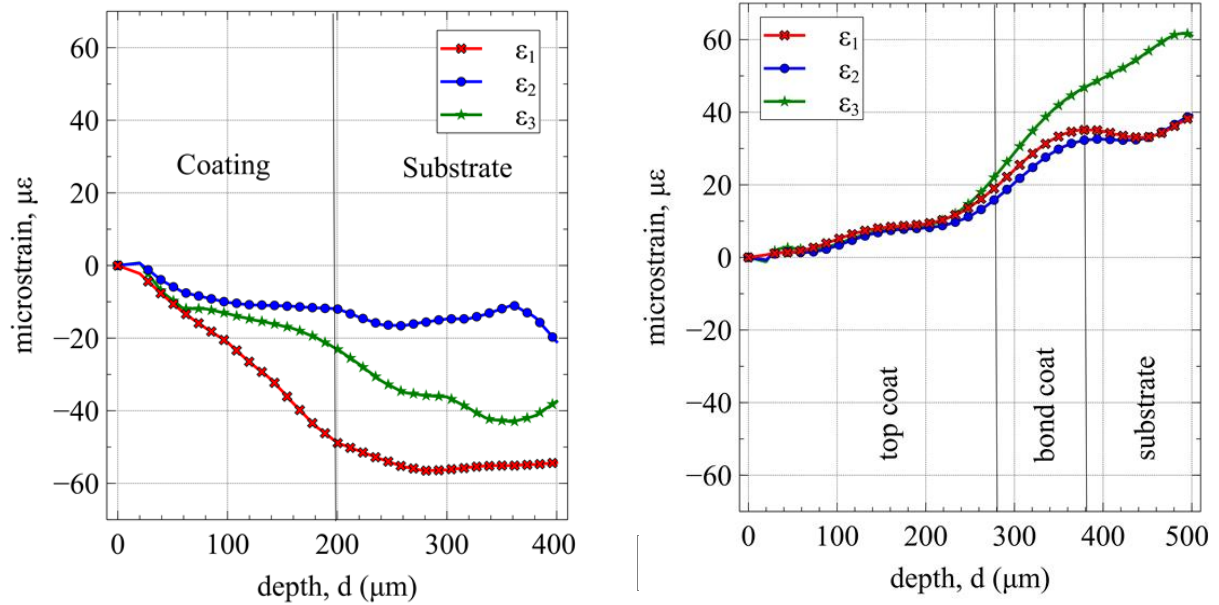 60
40
20
0
−20
−40
−60
microstrain, με
ε1
ε2
ε3
Coating
Substrate
0
100
200
300
400
depth, d (μm)
60
40
20
0
−20
−40
−60
microstrain, με
ε1
ε2
ε3
top coat
bond coat
substrate
0
100
200
300
400
500
depth, d (μm)